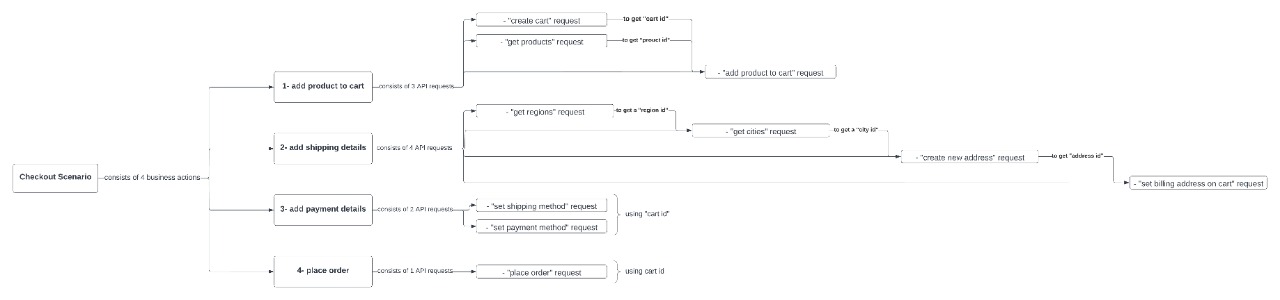 - "create cart" request
to get "cart id"
- "get products" request
to get "prouct id"
- "add product to cart" request
1- add product to cart
consists of 3 API requests
- "get regions" request
to get a "region id"
- "get cities" request
to get a "city id"
2- add shipping details
consists of 4 API requests
- "create new address" request
to get "address id"
Checkout Scenario
consists of 4 business actions
- "set billing address on cart" request
3- add payment details
consists of 2 API requests
- "set shipping method" request
- "set payment method" request
using "cart id"
4- place order
consists of 1 API requests
- "place order" request
using cart id